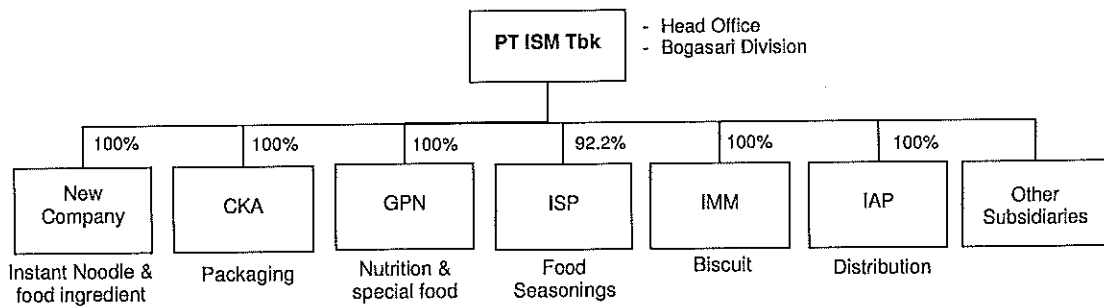 PT ISM Tbk
- Head Office
- Bogasari Division
100%
100%
100%
92.2%
100%
100%
New
Company
CKA
GPN
ISP
IMM
IAP
Other
Subsidiaries
Instant Noodle &
food ingredient
Packaging
Nutrition &
special food
Food
Seasonings
Biscuit
Distribution